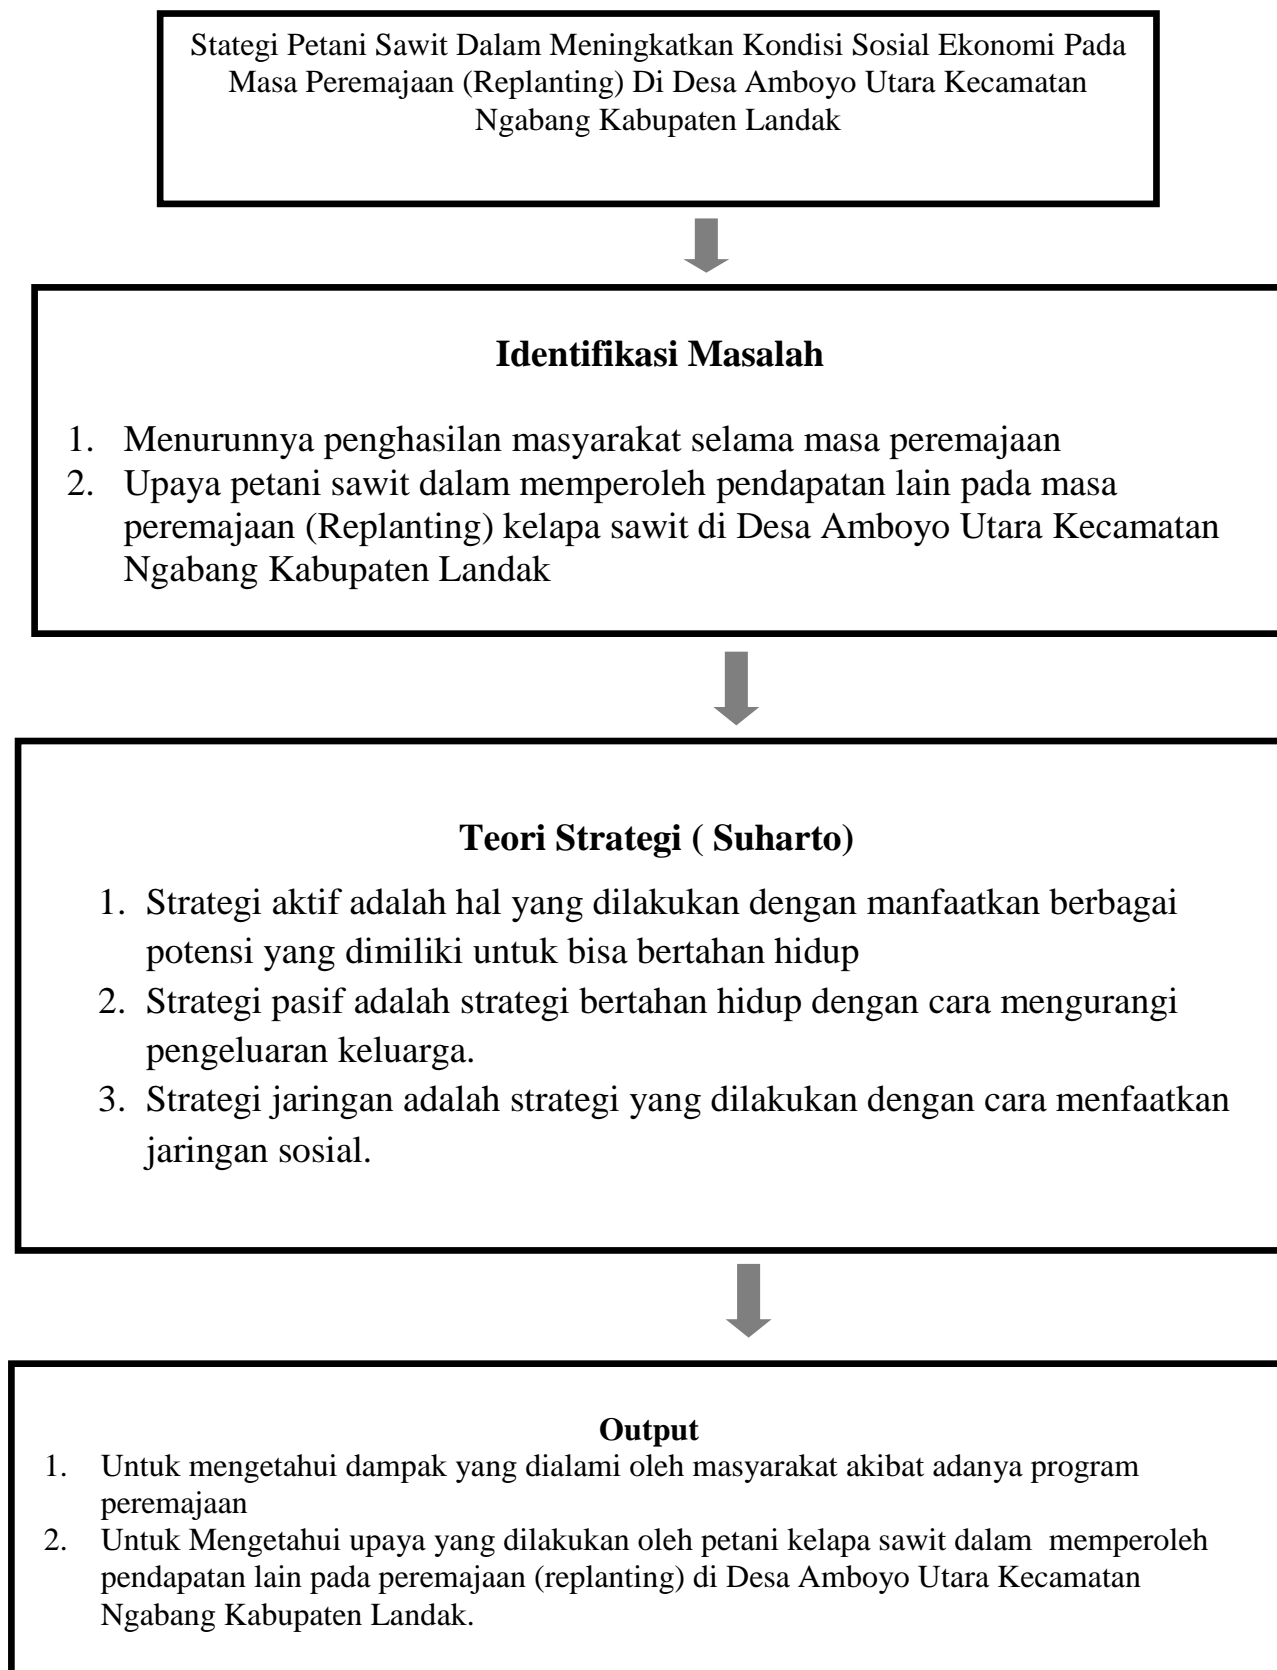 Stategi Petani Sawit Dalam Meningkatkan Kondisi Sosial Ekonomi Pada
Masa Peremajaan (Replanting) Di Desa Amboyo Utara Kecamatan
Ngabang Kabupaten Landak
Identifikasi Masalah
1. Menurunnya penghasilan masyarakat selama masa peremajaan
2. Upaya petani sawit dalam memperoleh pendapatan lain pada masa
peremajaan (Replanting) kelapa sawit di Desa Amboyo Utara Kecamatan
Ngabang Kabupaten Landak
Teori Strategi ( Suharto)
1. Strategi aktif adalah hal yang dilakukan dengan manfaatkan berbagai
potensi yang dimiliki untuk bisa bertahan hidup
2. Strategi pasif adalah strategi bertahan hidup dengan cara mengurangi
pengeluaran keluarga.
3. Strategi jaringan adalah strategi yang dilakukan dengan cara menfaatkan
jaringan sosial.
Output
1. Untuk mengetahui dampak yang dialami oleh masyarakat akibat adanya program
peremajaan
2. Untuk Mengetahui upaya yang dilakukan oleh petani kelapa sawit dalam  memperoleh
pendapatan lain pada peremajaan (replanting) di Desa Amboyo Utara Kecamatan
Ngabang Kabupaten Landak.